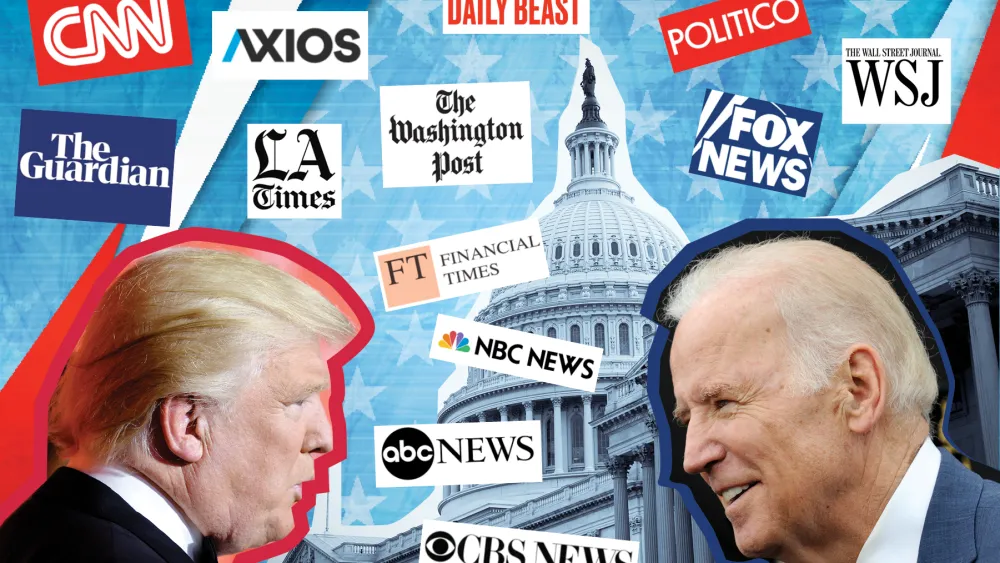 DAILY BEAST
CNN
AXIOS
POLITICO
THE WALL STREET JOURNAL
WSJ
The
Guardian
LA
Times
The
Washington
Post
FOX
NEWS
FT
FINANCIAL
TIMES
NBC NEWS
abc NEWS
CBS NEWS